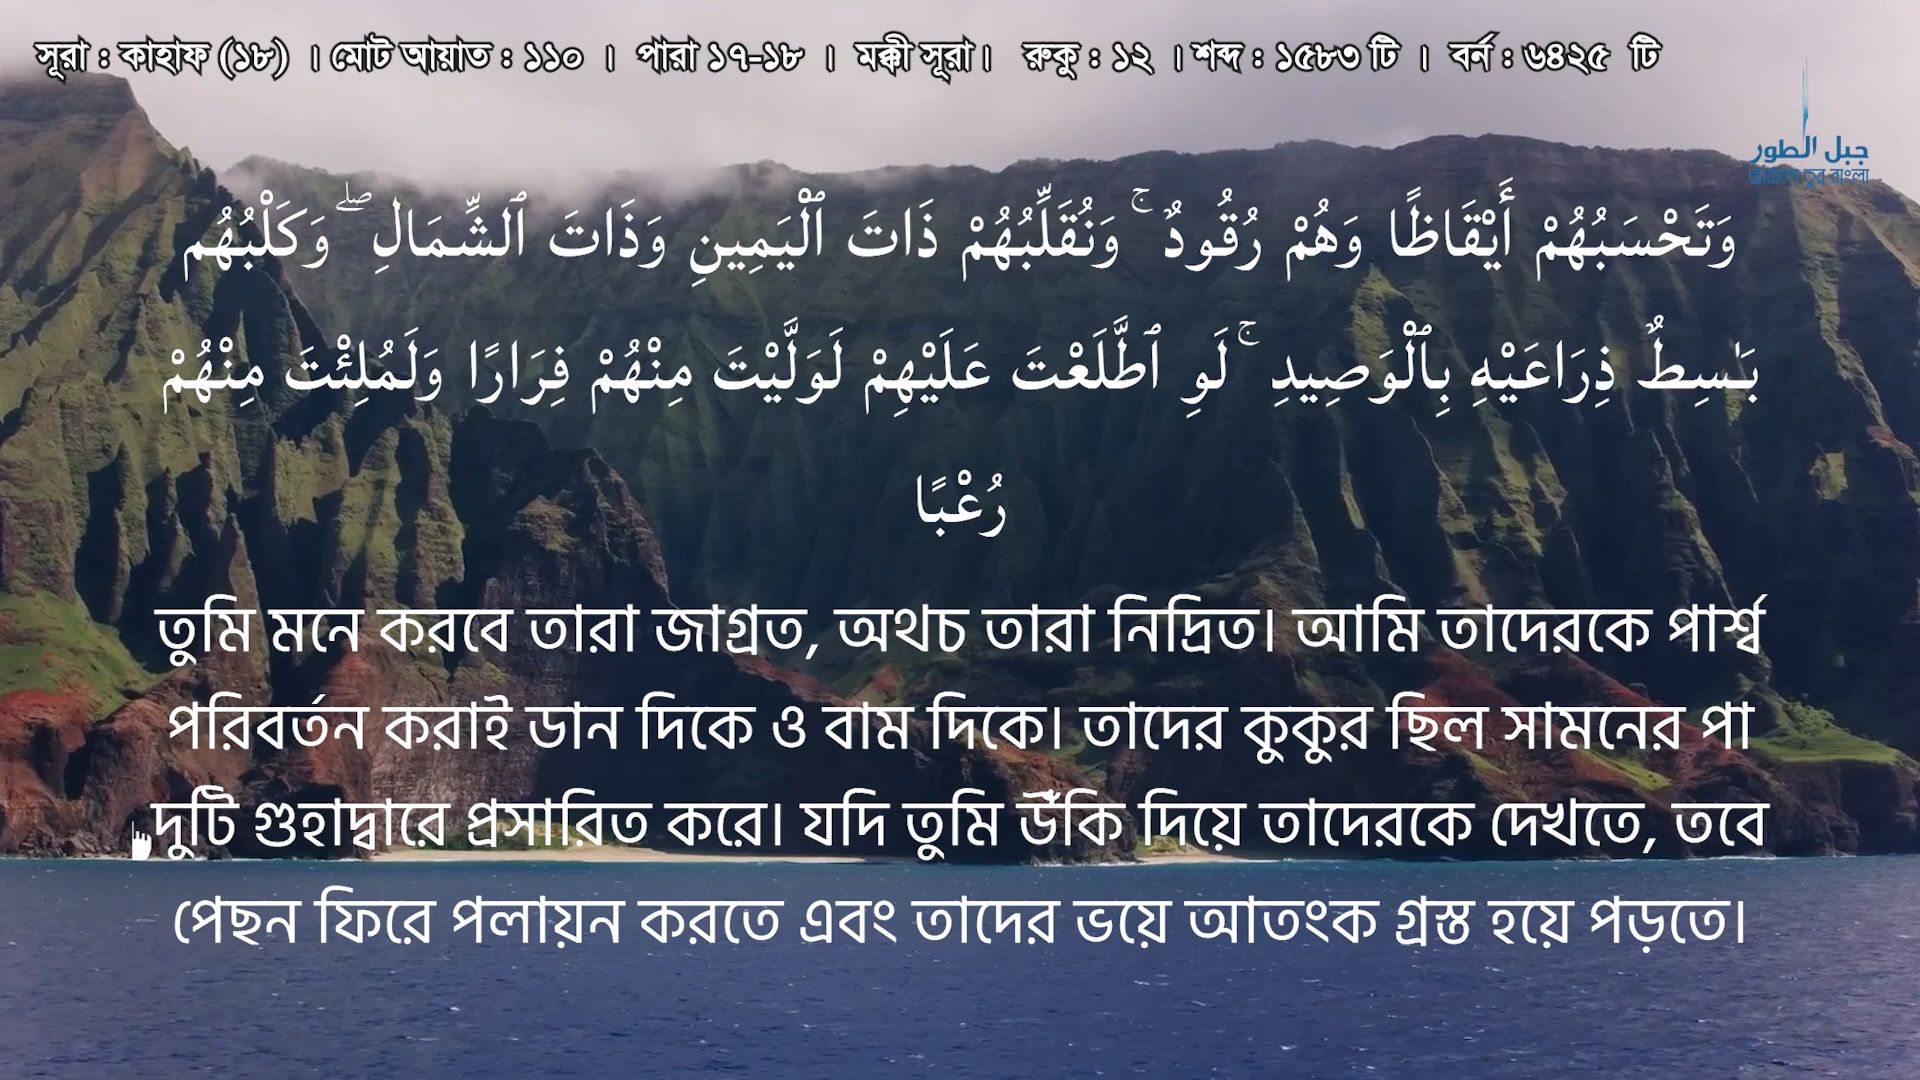 সূরা : কাহাফ (১৮) । মোট আয়াত : ১১০ । পারা ১৭-১৮ । মক্কী সূরা। রুকু : ১২ । শব্দ : ১৫৮৩ টি । বর্ন : ৬৪২৫ টি
جبل الطور
তুর বাংলা
وَتَحْسَبُهُمْ أَيْقَاظًا وَهُمْ رُقُودٌ ۚ وَنُقَلِّبُهُمْ ذَاتَ ٱلْيَمِينِ وَذَاتَ ٱلشِّمَالِ ۖ وَكَلْبُهُم
بَـٰسِطٌ ذِرَاعَيْهِ بِٱلْوَصِيدِ ۚ لَوِ ٱطَّلَعْتَ عَلَيْهِمْ لَوَلَّيْتَ مِنْهُمْ فِرَارًا وَلَمُلِئْتَ مِنْهُمْ
رُعْبًا
তুমি মনে করবে তারা জাগ্রত, অথচ তারা নিদ্রিত। আমি তাদেরকে পার্শ্ব
পরিবর্তন করাই ডান দিকে ও বাম দিকে। তাদের কুকুর ছিল সামনের পা
দুটি গুহাদ্বারে প্রসারিত করে। যদি তুমি উঁকি দিয়ে তাদেরকে দেখতে, তবে
পেছন ফিরে পলায়ন করতে এবং তাদের ভয়ে আতংক গ্রস্ত হয়ে পড়তে।